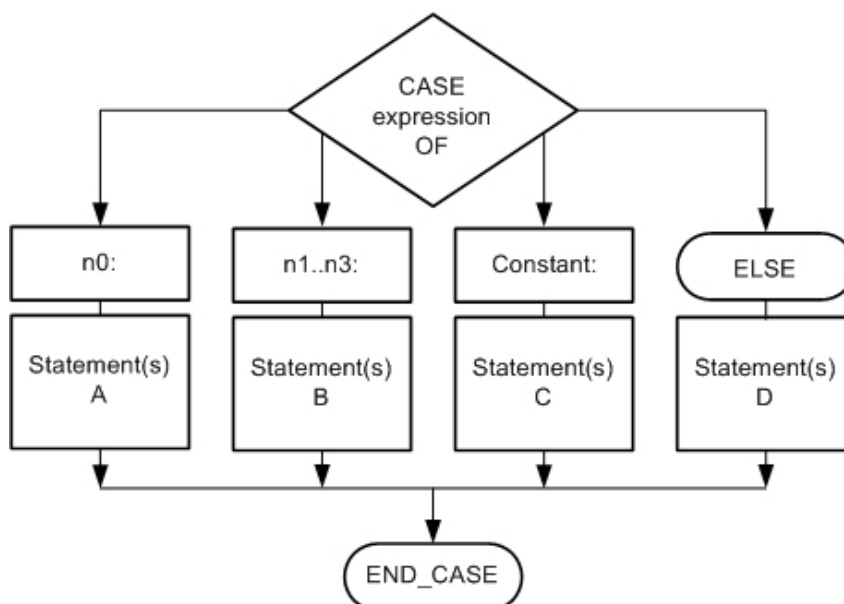 CASE
expression
OF
n0:
n1..n3:
Constant:
ELSE
Statement(s)
A
Statement(s)
B
Statement(s)
C
Statement(s)
D
END_CASE